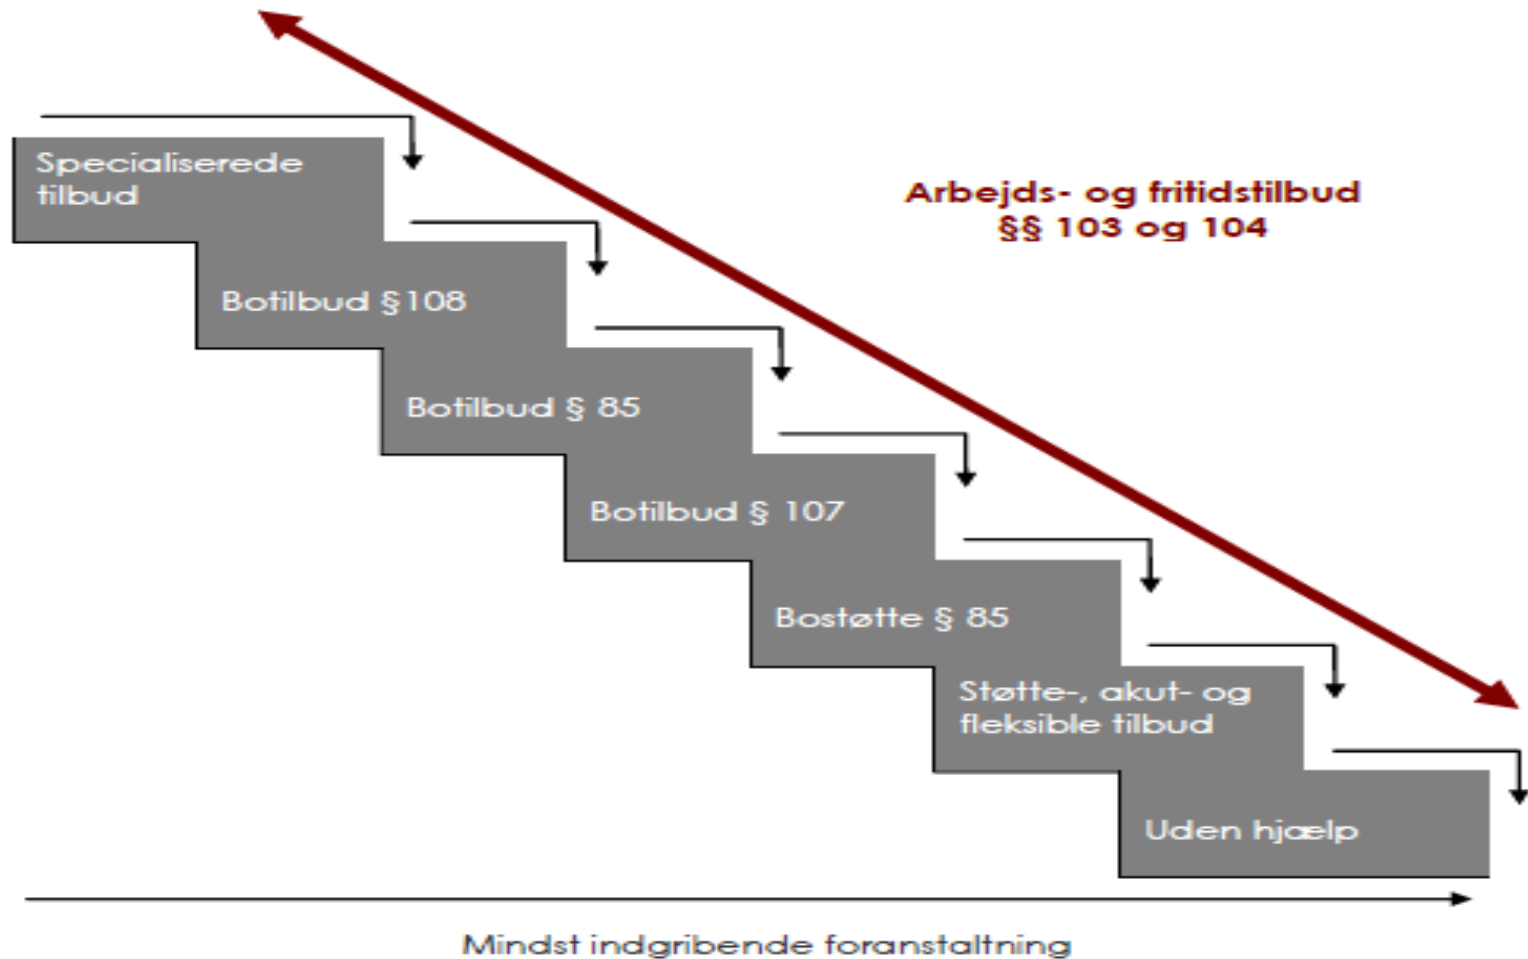 Specialiserede
tilbud
Arbejds- og fritidstilbud
§§ 103 og 104
Botilbud §108
Botilbud § 85
Botilbud § 107
Bostøtte § 85
Støtte-, akut- og
fleksible tilbud
Uden hjælp
Mindst indgribende foranstaltning